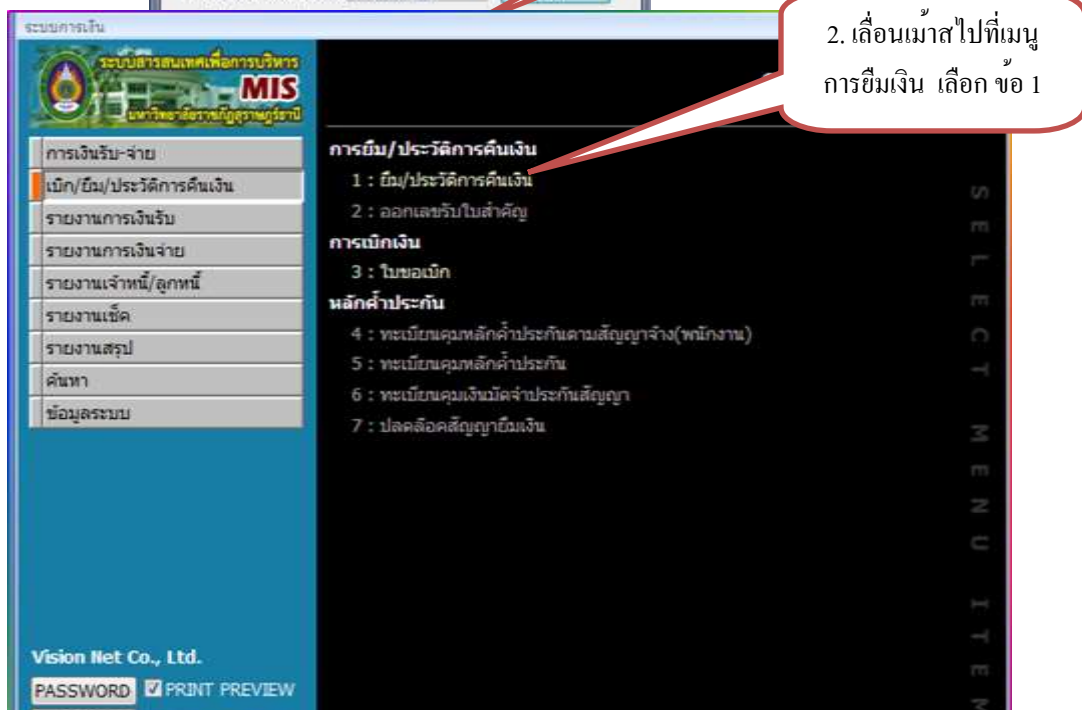 ระบบการเงิน
2. เลื่อนเม้าสไปที่เมนู
การยืมเงิน เลือก ข้อ 1
ระบบสารสนเทศเพื่อการบริหาร
MIS
มหาวิทยาลัยราชภัฏสุราษฎร์ธานี
การเงินรับ-จ่าย
เบิก/ยืม/ประวัติการคืนเงิน
รายงานการเงินรับ
รายงานการเงินจ่าย
รายงานเจ้าหนี้/ลูกหนี้
รายงานเช็ค
รายงานสรุป
ค้นหา
ข้อมูลระบบ
การยืม/ประวัติการคืนเงิน
1 : ยืม/ประวัติการคืนเงิน
2 : ออกเลขรับใบสำคัญ
การเบิกเงิน
3 : ใบขอเบิก
หลักค้ำประกัน
4 : ทะเบียนคุมหลักค้ำประกันตามสัญญาจ้าง(พนักงาน)
5 : ทะเบียนคุมหลักค้ำประกัน
6 : ทะเบียนคุมเงินมัดจำประกันสัญญา
7 : ปลดล๊อคสัญญายืมเงิน
SELECT MENU ITEM
Vision Net Co., Ltd.
PASSWORD PRINT PREVIEW